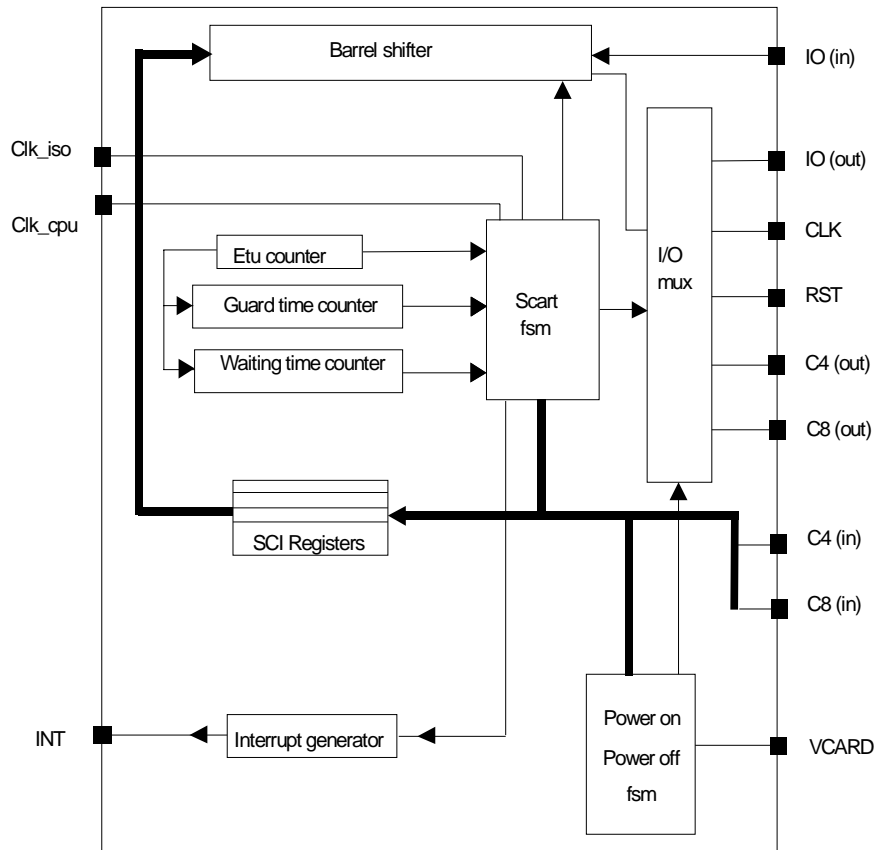 Barrel shifter
IO (in)
Clk_iso
IO (out)
Clk_cpu
CLK
Etu counter
I/O
mux
Guard time counter
Scart
fsm
RST
Waiting time counter
C4 (out)
C8 (out)
SCI Registers
C4 (in)
C8 (in)
INT
Interrupt generator
Power on
Power off
fsm
VCARD